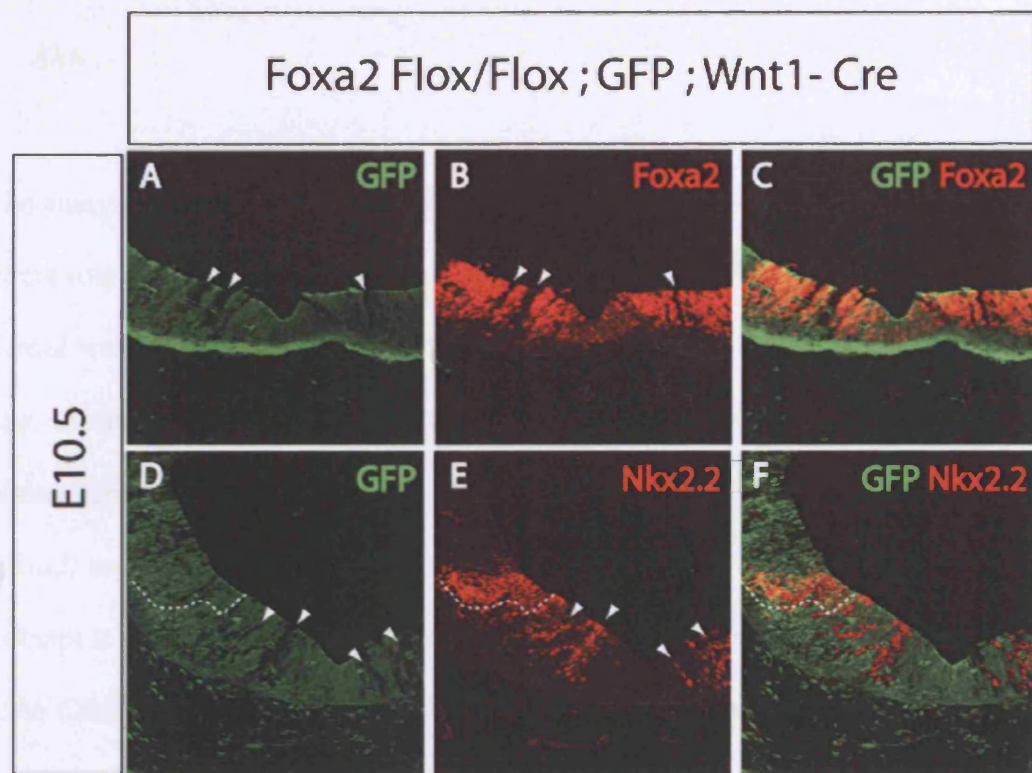 Foxa2 Flox/Flox ; GFP ; Wnt1- Cre
E10.5
A GFP
B Foxa2
C GFP Foxa2
D GFP
E Nkx2.2
F GFP Nkx2.2